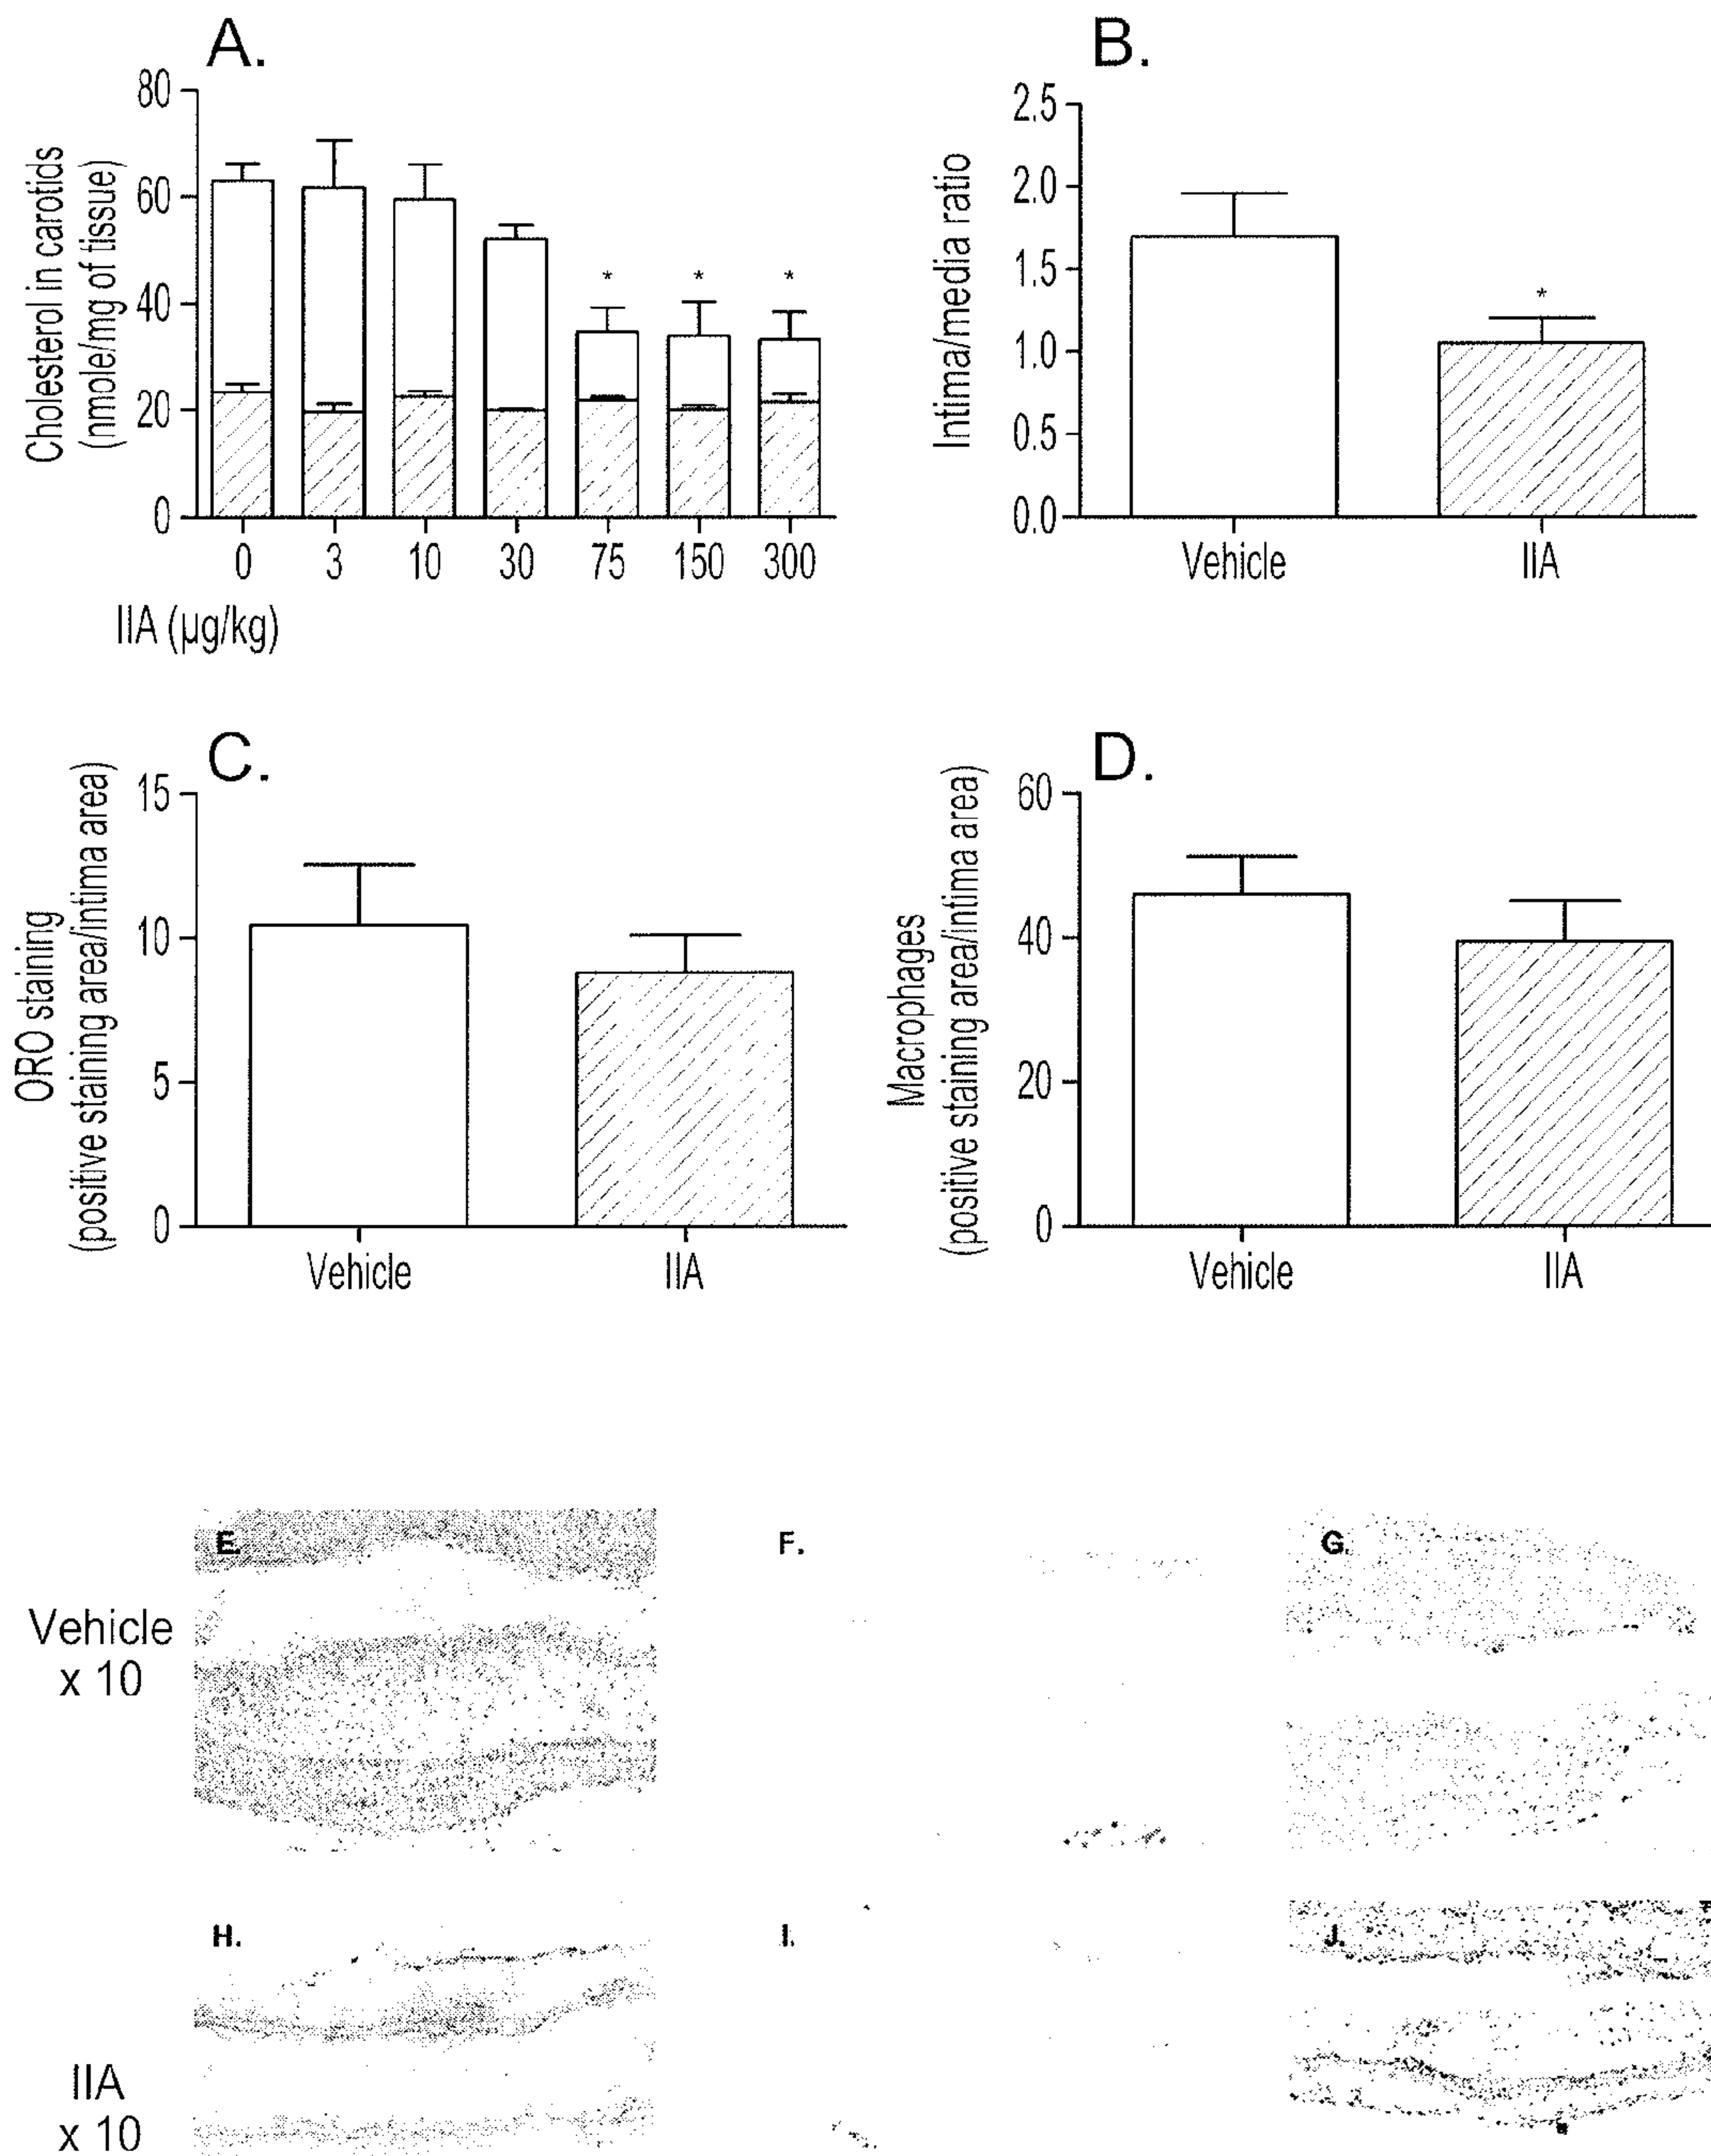 A.
Cholesterol in carotids
(nmole/mg of tissue)
80
60
40
20
0
* * *
0 3 10 30 75 150 300
IIA (µg/kg)
B.
Intima/media ratio
2.5
2.0
1.5
1.0
0.5
0.0
*
Vehicle IIA
C.
ORO staining
(positive staining area/intima area)
15
10
5
0
Vehicle IIA
D.
Macrophages
(positive staining area/intima area)
60
40
20
0
Vehicle IIA
E. F. G.
Vehicle
x 10
H. I. J.
IIA
x 10